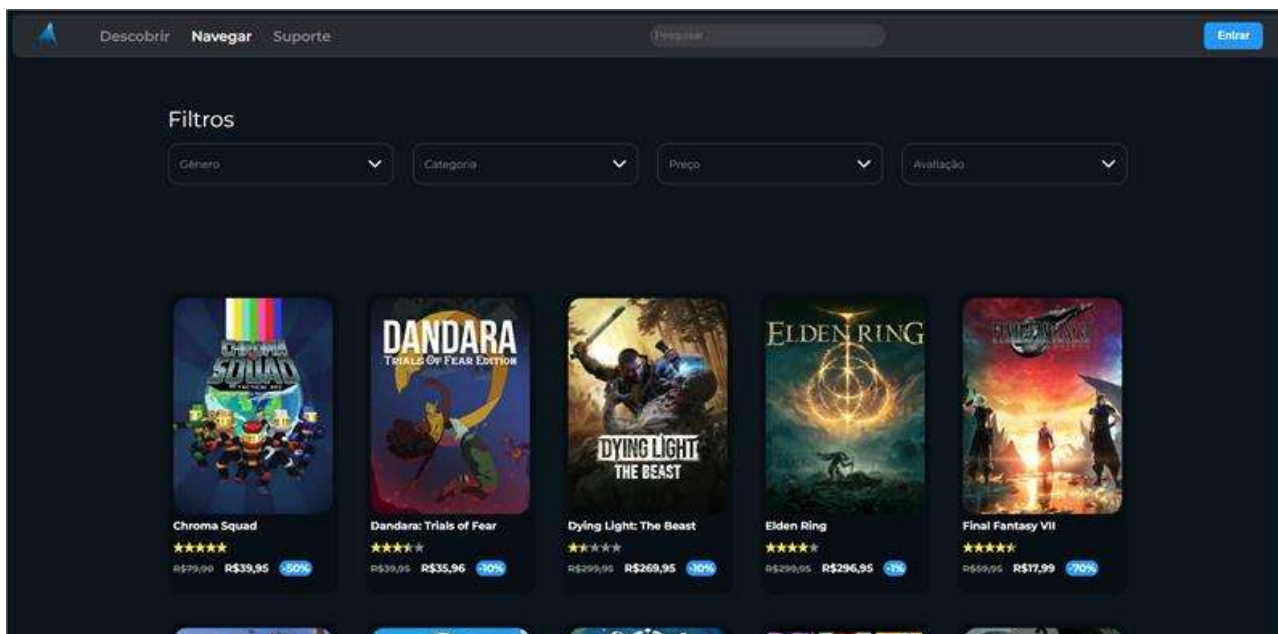 Descobrir Navegar Suporte Pesquisar Entrar
Filtros
Gênero Categoria Preço Avaliação
CHROMA SQUAD
DANDARA
TRIALS OF FEAR EDITION
DYING LIGHT
THE BEAST
ELDEN RING
Chroma Squad Dandara: Trials of Fear Dying Light: The Beast Elden Ring Final Fantasy VII
R$79,90 R$39,95 -50% R$39,95 R$35,96 -10% R$299,95 R$269,95 -10% R$299,95 R$296,95 -1% R$59,95 R$17,99 -70%